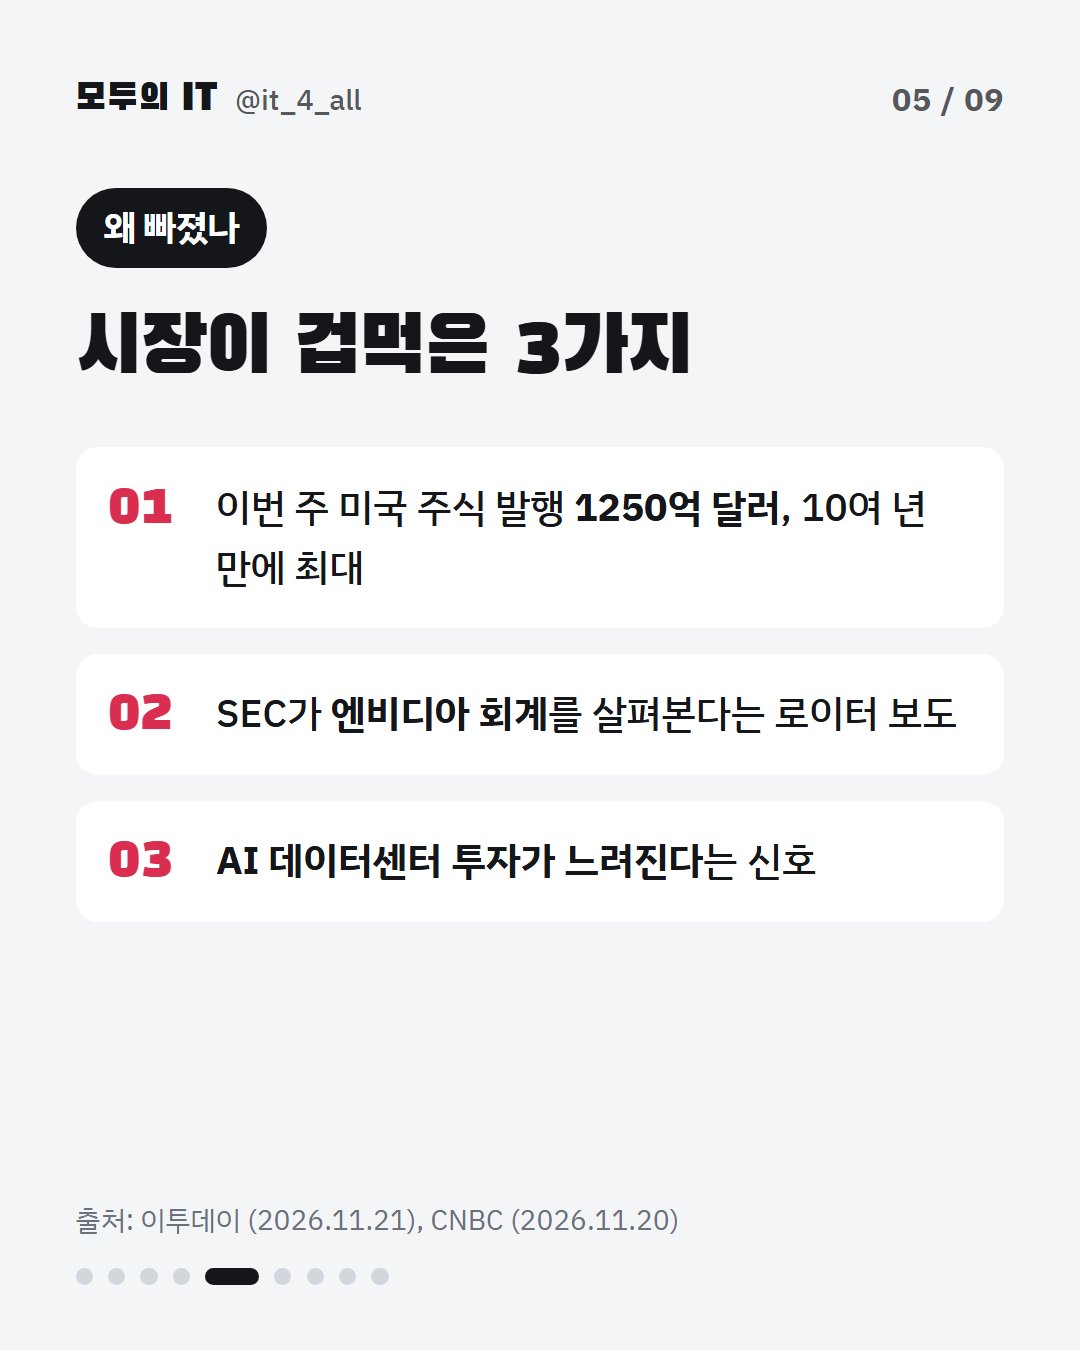 모두의 IT @it_4_all
05 / 09
왜 빠졌나
시장이 겁먹은 3가지
01 이번 주 미국 주식 발행 1250억 달러, 10여 년
만에 최대
02 SEC가 엔비디아 회계를 살펴본다는 로이터 보도
03 AI 데이터센터 투자가 느려진다는 신호
출처: 이투데이 (2026.11.21), CNBC (2026.11.20)